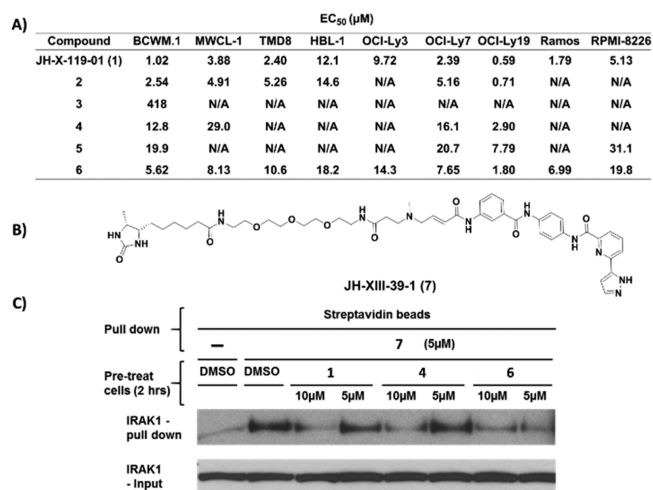 EC50 (µM)
A)
Compound BCWM.1 MWCL-1 TMD8 HBL-1 OCI-Ly3 OCI-Ly7 OCI-Ly19 Ramos RPMI-8226
JH-X-119-01 (1) 1.02 3.88 2.40 12.1 9.72 2.39 0.59 1.79 5.13
2 2.54 4.91 5.26 14.6 N/A 5.16 0.71 N/A N/A
3 418 N/A N/A N/A N/A N/A N/A N/A N/A
4 12.8 29.0 N/A N/A N/A 16.1 2.90 N/A N/A
5 19.9 N/A N/A N/A N/A 20.7 7.79 N/A 31.1
6 5.62 8.13 10.6 18.2 14.3 7.65 1.80 6.99 19.8
B)
HN NH O O H N O O O H N O N O N H O N H O N H N NH N
JH-XIII-39-1 (7)
C)
Streptavidin beads
Pull down
– 7 (5µM)
DMSO DMSO 1 4 6
Pre-treat
cells (2 hrs)
10µM 5µM 10µM 5µM 10µM 5µM
IRAK1 -
pull down
IRAK1
- Input